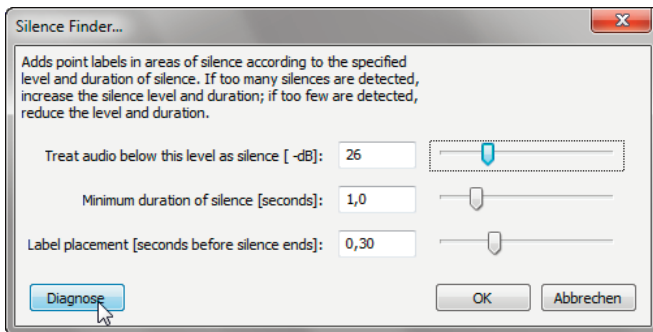 Silence Finder...
Adds point labels in areas of silence according to the specified
level and duration of silence. If too many silences are detected,
increase the silence level and duration; if too few are detected,
reduce the level and duration.
Treat audio below this level as silence [ -dB]: 26
Minimum duration of silence [seconds]: 1,0
Label placement [seconds before silence ends]: 0,30
Diagnose OK Abbrechen